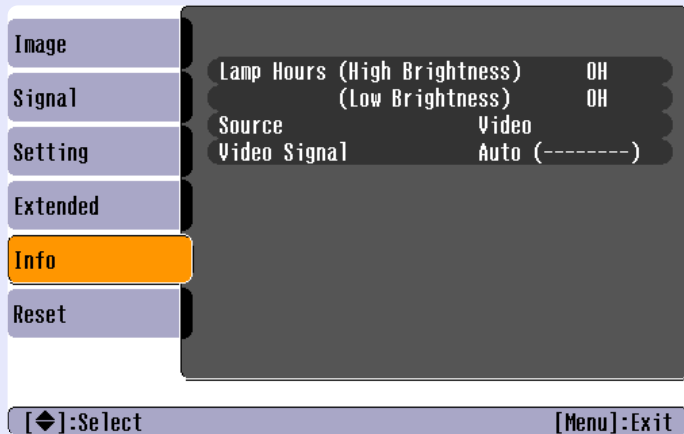 Image
Signal
Setting
Extended
Info
Reset
Lamp Hours (High Brightness) 0H
(Low Brightness) 0H
Source Video
Video Signal Auto (--------)
[◆]:Select [Menu]:Exit